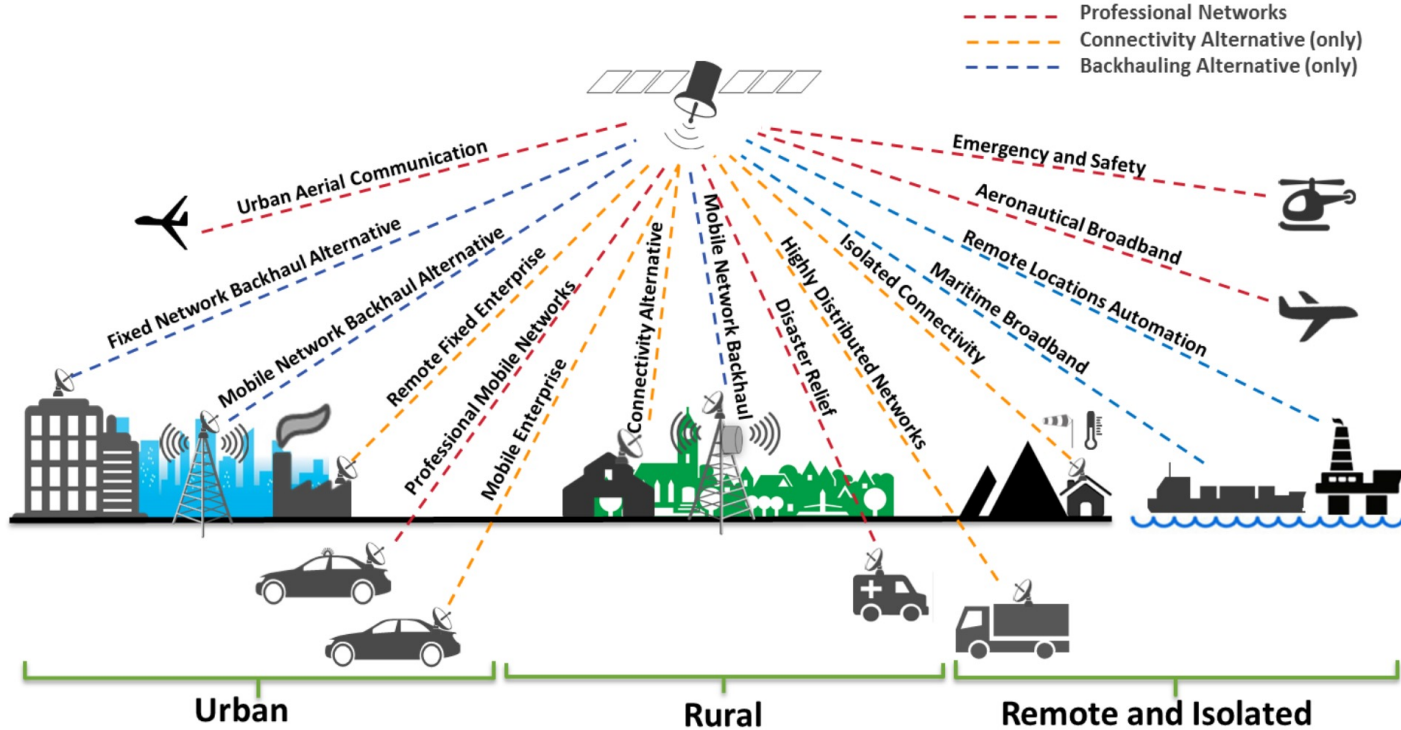 Professional Networks
Connectivity Alternative (only)
Backhauling Alternative (only)
Urban Aerial Communication
Fixed Network Backhaul Alternative
Mobile Network Backhaul Alternative
Remote Fixed Enterprise
Professional Mobile Networks
Mobile Enterprise
Connectivity Alternative
Mobile Network Backhaul
Disaster Relief
Highly Distributed Networks
Isolated Connectivity
Maritime Broadband
Remote Locations Automation
Aeronautical Broadband
Emergency and Safety
Urban
Rural
Remote and Isolated